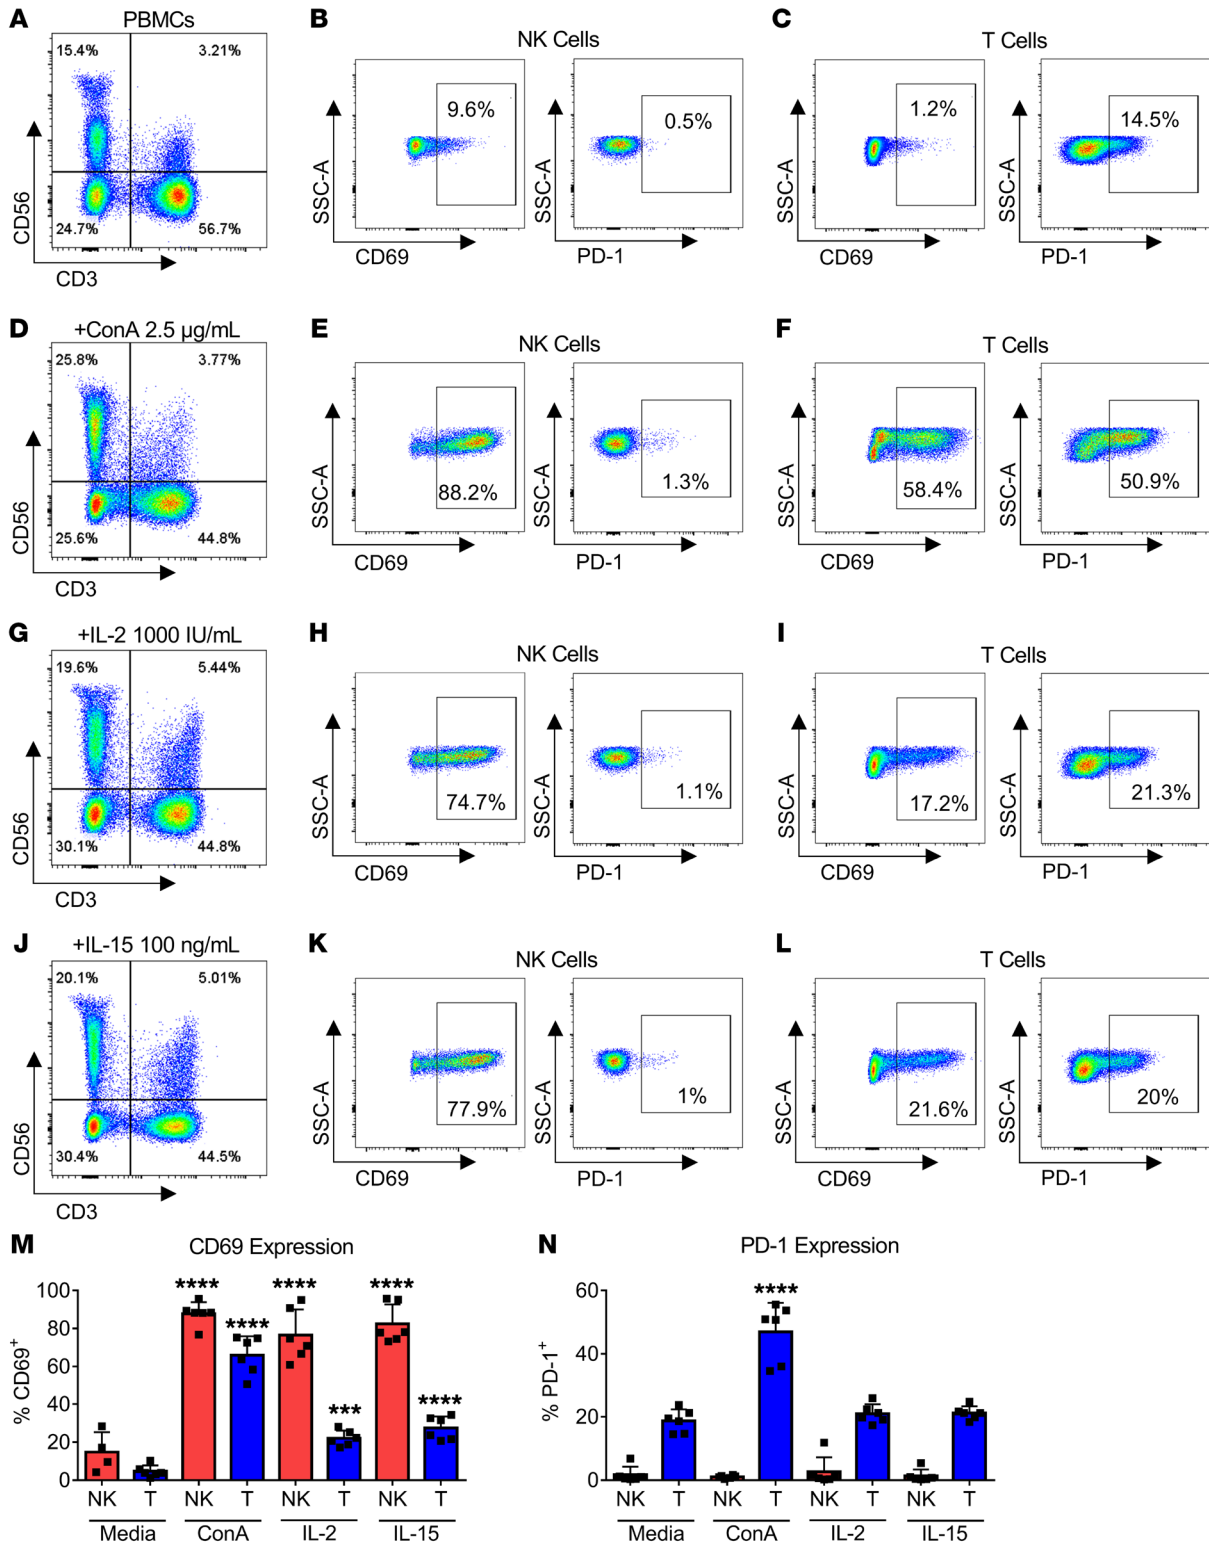 A PBMCs
15.4% 3.21%
24.7% 56.7%
CD56
CD3
B NK Cells
9.6% 0.5%
SSC-A SSC-A
CD69 PD-1
C T Cells
1.2% 14.5%
SSC-A SSC-A
CD69 PD-1
D +ConA 2.5 µg/mL
25.8% 3.77%
25.6% 44.8%
CD56
CD3
E NK Cells
88.2% 1.3%
SSC-A SSC-A
CD69 PD-1
F T Cells
58.4% 50.9%
SSC-A SSC-A
CD69 PD-1
G +IL-2 1000 IU/mL
19.6% 5.44%
30.1% 44.8%
CD56
CD3
H NK Cells
74.7% 1.1%
SSC-A SSC-A
CD69 PD-1
I T Cells
17.2% 21.3%
SSC-A SSC-A
CD69 PD-1
J +IL-15 100 ng/mL
20.1% 5.01%
30.4% 44.5%
CD56
CD3
K NK Cells
77.9% 1%
SSC-A SSC-A
CD69 PD-1
L T Cells
21.6% 20%
SSC-A SSC-A
CD69 PD-1
M CD69 Expression
% CD69+
100
80
60
40
20
0
**** **** **** *** **** ****
NK T NK T NK T NK T
Media ConA IL-2 IL-15
N PD-1 Expression
% PD-1+
60
40
20
0
****
NK T NK T NK T NK T
Media ConA IL-2 IL-15